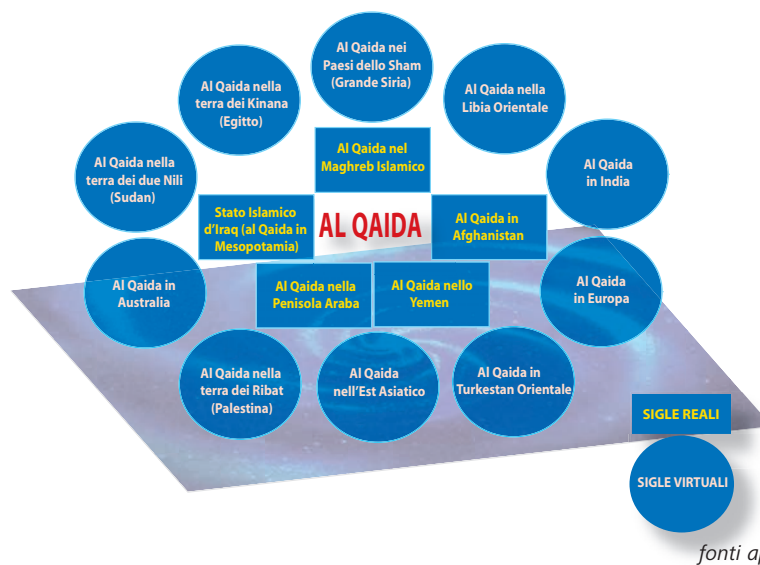 Al Qaida nei
Paesi dello Sham
(Grande Siria)
Al Qaida nella
terra dei Kinana
(Egitto)
Al Qaida nella
Libia Orientale
Al Qaida nella
terra dei due Nili
(Sudan)
Al Qaida nel
Maghreb Islamico
Al Qaida
in India
Stato Islamico
d'Iraq (al Qaida in
Mesopotamia)
AL QAIDA
Al Qaida in
Afghanistan
Al Qaida in
Australia
Al Qaida nella
Penisola Araba
Al Qaida nello
Yemen
Al Qaida
in Europa
Al Qaida nella
terra dei Ribat
(Palestina)
Al Qaida
nell'Est Asiatico
Al Qaida in
Turkestan Orientale
SIGLE REALI
SIGLE VIRTUALI
fonti